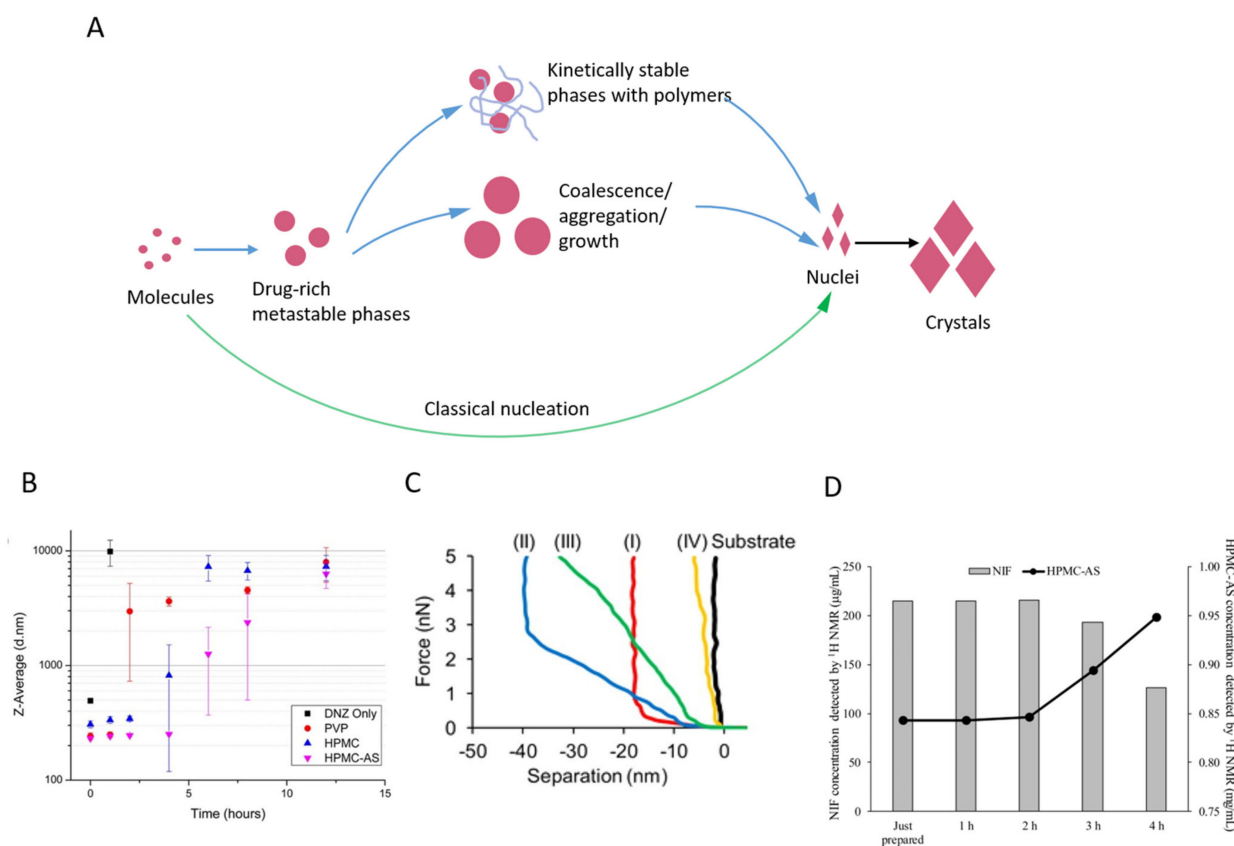 A
Kinetically stable
phases with polymers
Coalescence/
aggregation/
growth
Molecules
Drug-rich
metastable phases
Nuclei
Crystals
Classical nucleation
B
Z-Average (d.nm)
10000
1000
100
0
5
10
15
Time (hours)
DNZ Only
PVP
HPMC
HPMC-AS
C
(II) (III) (I) (IV) Substrate
Force (nN)
5
4
3
2
1
0
-50 -40 -30 -20 -10 0
Separation (nm)
D
NIF HPMC-AS
NIF concentration detected by ¹H NMR (µg/mL)
250
200
150
100
50
0
HPMC-AS concentration detected by ¹H NMR (mg/mL)
1.00
0.95
0.90
0.85
0.80
0.75
Just
prepared
1 h
2 h
3 h
4 h